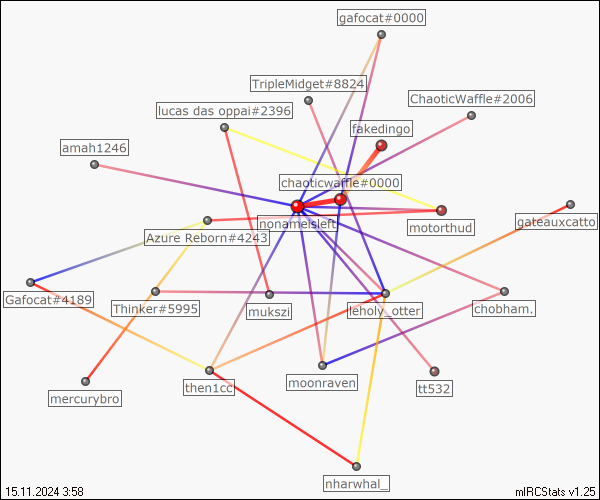 gafocat#0000
TripleMidget#8824
ChaoticWaffle#2006
lucas das oppai#2396
fakedingo
amah1246
chaoticwaffle#0000
nonameisleft
motorthud
gateauxcatto
Azure Reborn#4243
Gafocat#4189
Thinker#5995
mukszi
leholy_otter
chobham.
mercurybro
then1cc
moonraven
tt532
nharwhal_
15.11.2024 3:58
mIRCStats v1.25